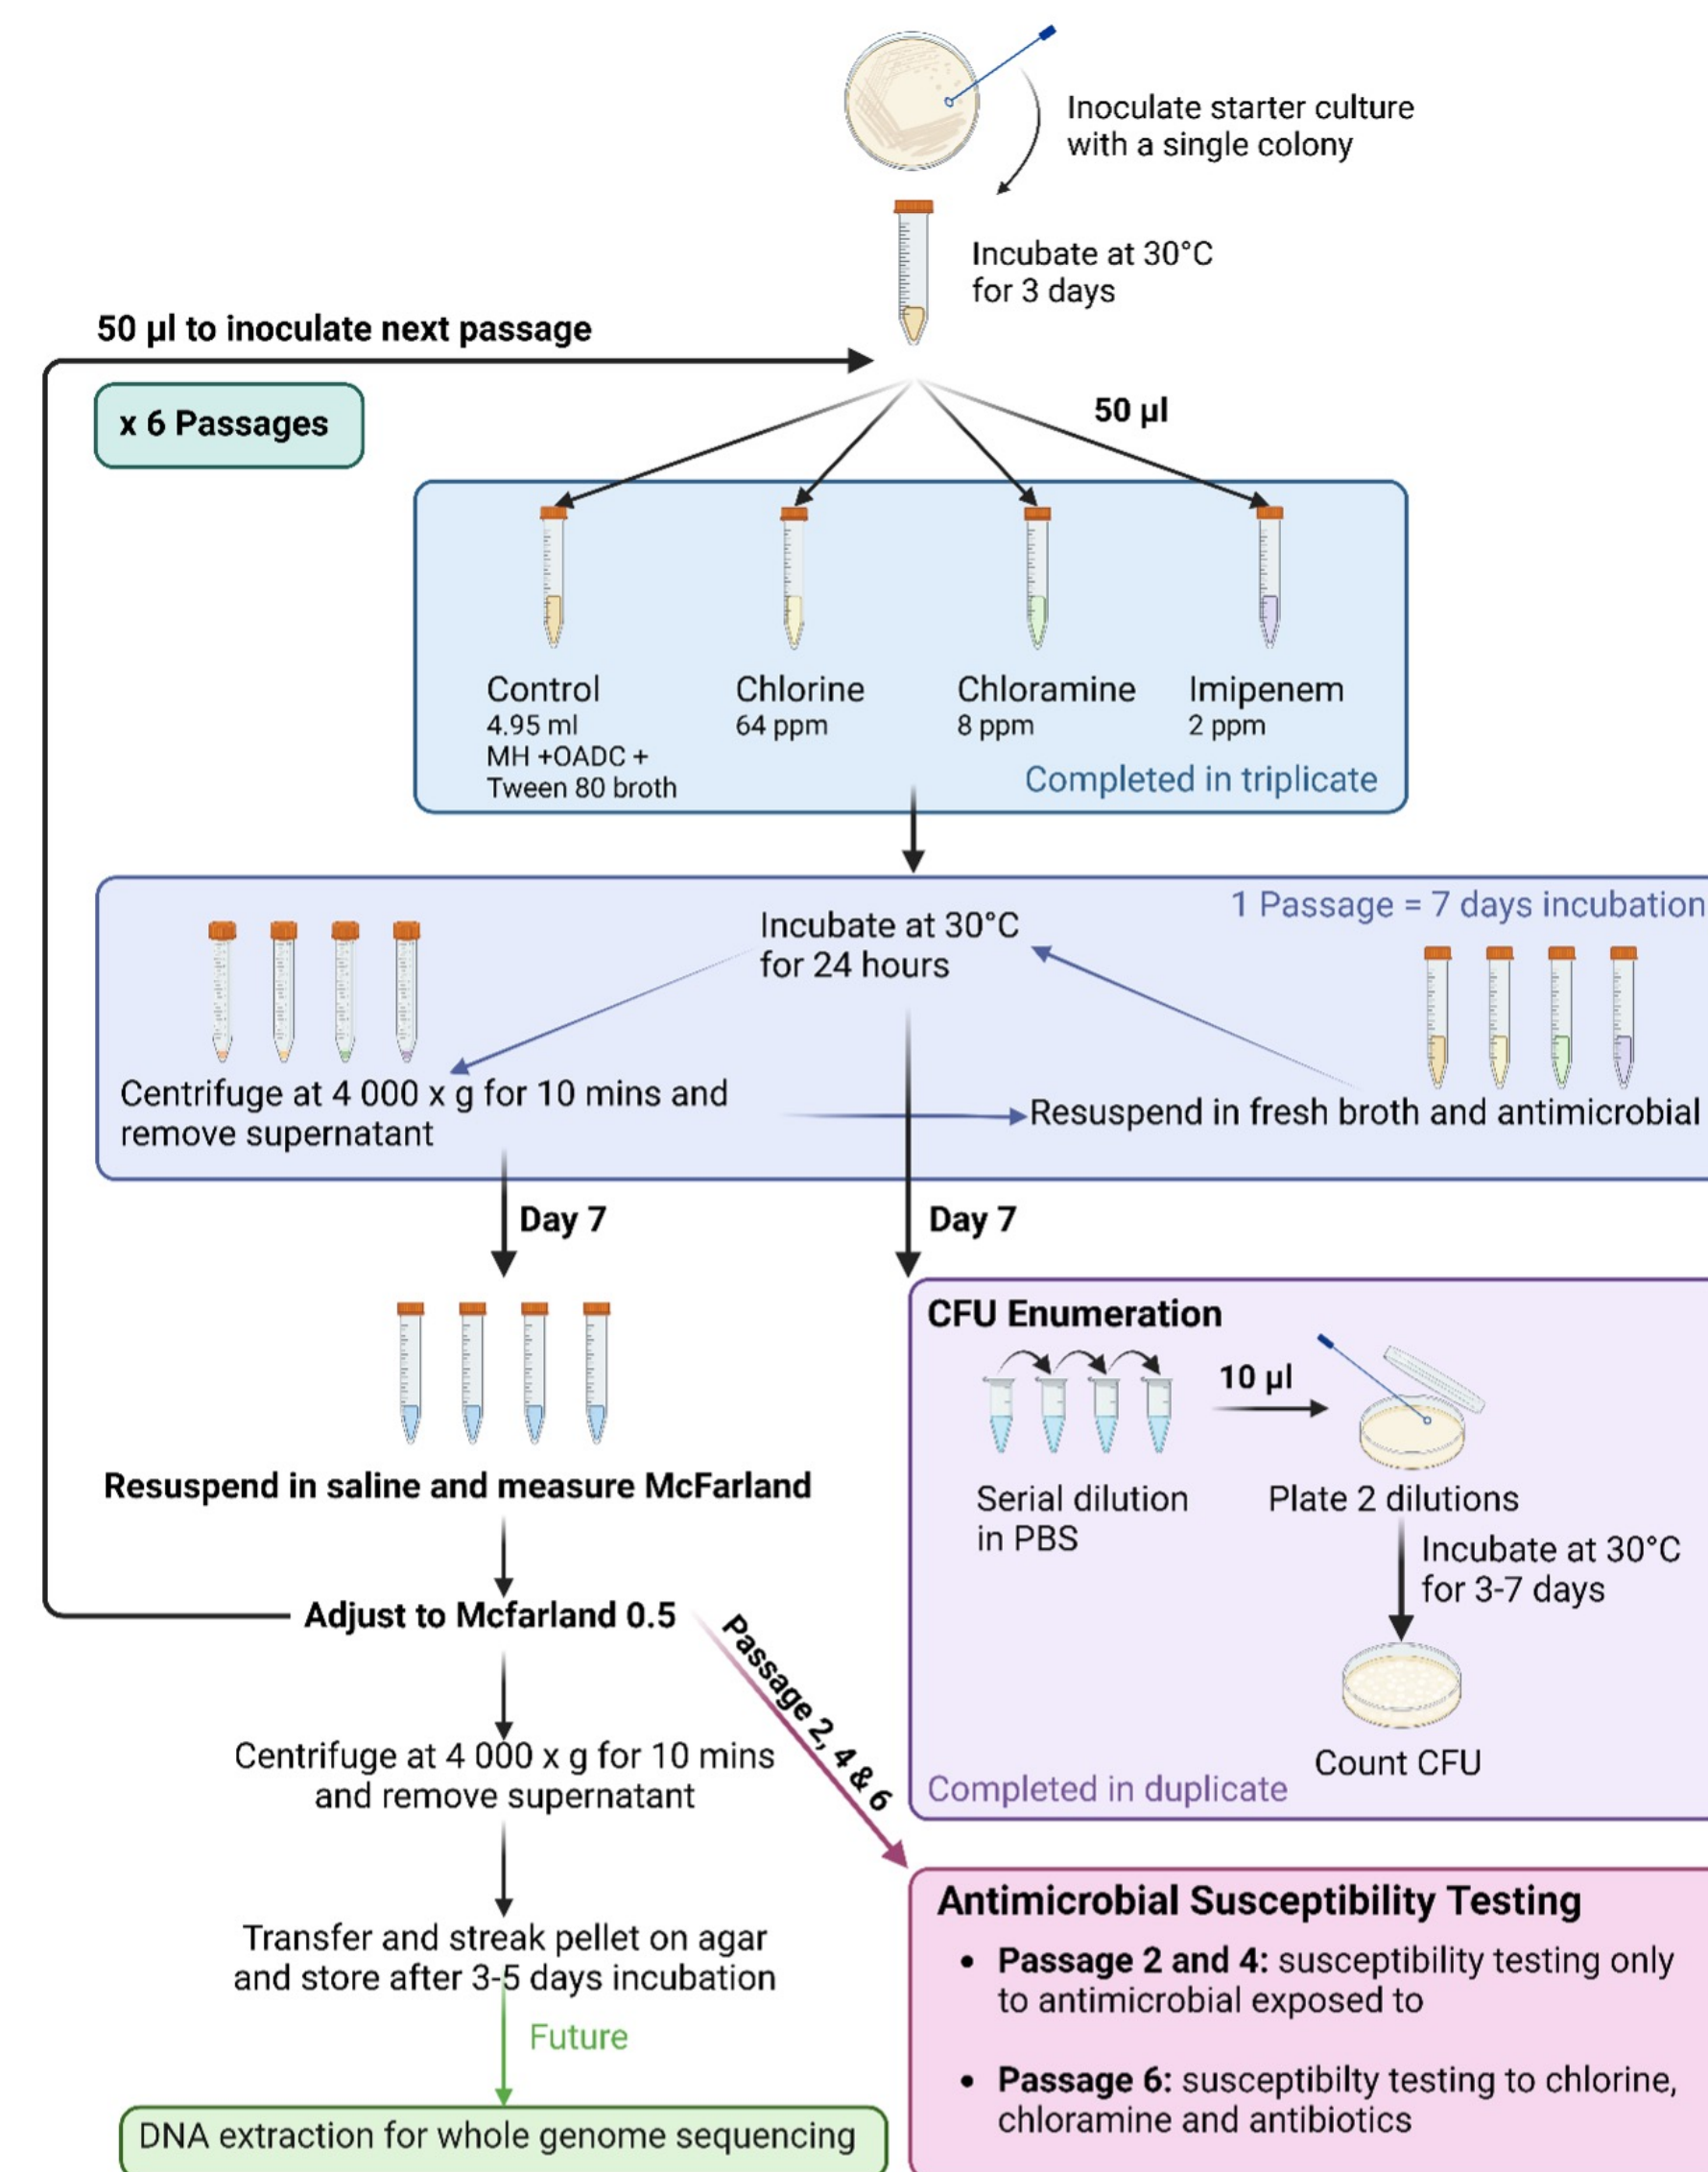 Inoculate starter culture
with a single colony
Incubate at 30°C
for 3 days
50 µl to inoculate next passage
x 6 Passages
50 µl
Control
4.95 ml
MH +OADC +
Tween 80 broth
Chlorine
64 ppm
Chloramine
8 ppm
Imipenem
2 ppm
Completed in triplicate
1 Passage = 7 days incubation
Incubate at 30°C
for 24 hours
Centrifuge at 4 000 x g for 10 mins and
remove supernatant
Resuspend in fresh broth and antimicrobial
Day 7
Day 7
Resuspend in saline and measure McFarland
Adjust to Mcfarland 0.5
Passage 2, 4 & 6
Centrifuge at 4 000 x g for 10 mins
and remove supernatant
Transfer and streak pellet on agar
and store after 3-5 days incubation
Future
DNA extraction for whole genome sequencing
CFU Enumeration
10 µl
Serial dilution
in PBS
Plate 2 dilutions
Incubate at 30°C
for 3-7 days
Count CFU
Completed in duplicate
Antimicrobial Susceptibility Testing
• Passage 2 and 4: susceptibility testing only
to antimicrobial exposed to
• Passage 6: susceptibilty testing to chlorine,
chloramine and antibiotics